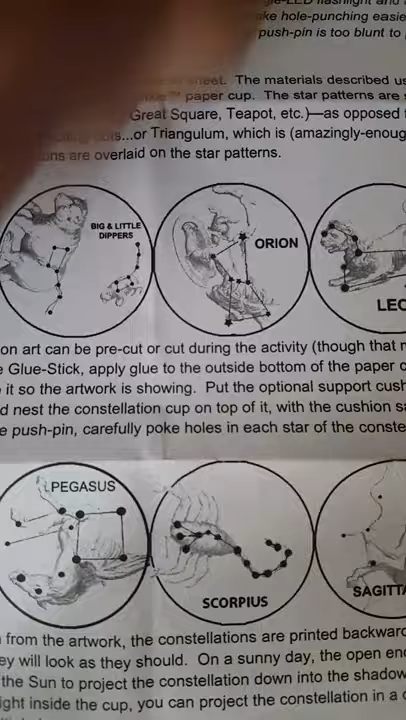 ke hole-punching easie
push-pin is too blunt to
sheet. The materials described us
™ paper cup. The star patterns are
Great Square, Teapot, etc.)—as opposed
...or Triangulum, which is (amazingly-enoug
are overlaid on the star patterns.
BIG & LITTLE
DIPPERS
ORION
LEO
on art can be pre-cut or cut during the activity (though that
Glue-Stick, apply glue to the outside bottom of the paper c
it so the artwork is showing. Put the optional support cush
d nest the constellation cup on top of it, with the cushion sa
e push-pin, carefully poke holes in each star of the conste
PEGASUS
SCORPIUS
SAGITTA
from the artwork, the constellations are printed backward
ey will look as they should. On a sunny day, the open end
the Sun to project the constellation down into the shadow
ight inside the cup, you can project the constellation in a